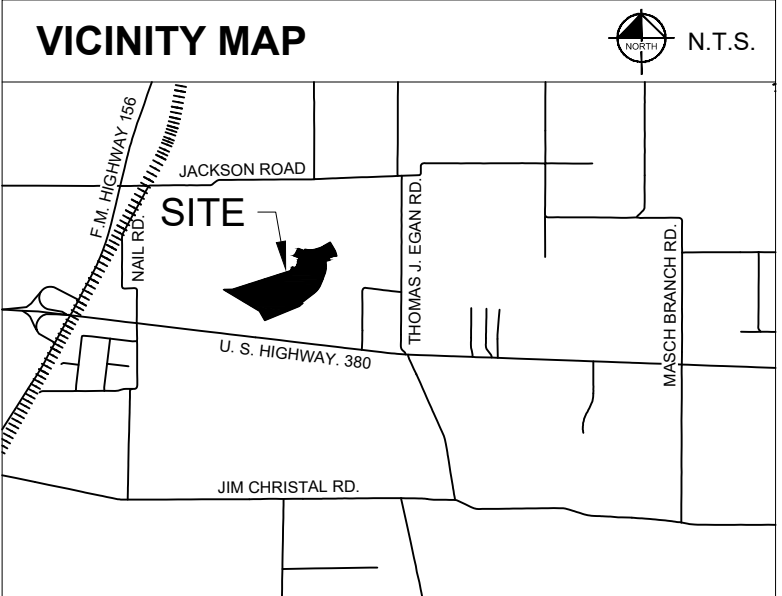 VICINITY MAP
NORTH
N.T.S.
F.M. HIGHWAY 156
JACKSON ROAD
SITE
NAIL RD.
THOMAS J. EGAN RD.
MASCH BRANCH RD.
U. S. HIGHWAY. 380
JIM CHRISTAL RD.